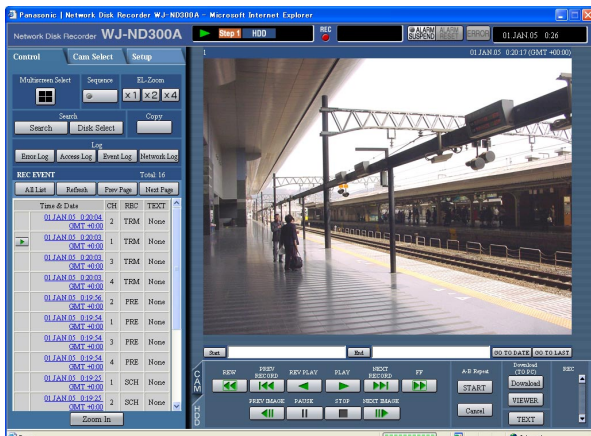 Panasonic | Network Disk Recorder WJ-ND300A - Microsoft Internet Explorer
Network Disk Recorder WJ-ND300A
Step 1 HDD
REC
ALARM SUSPEND
ALARM RESET
ERROR
01.JAN.05 0:26
Control Cam Select Setup
1 01.JAN.05 0:20:17 (GMT +00:00)
Multiscreen Select Sequence EL-Zoom
x1 x2 x4
Search Copy
Search Disk Select
Log
Error Log Access Log Event Log Network Log
REC EVENT Total: 16
All List Refresh Prev Page Next Page
Time & Date CH REC TEXT
01.JAN.05 0:20:04 GMT +0:00 2 TRM None
01.JAN.05 0:20:03 GMT +0:00 1 TRM None
01.JAN.05 0:20:03 GMT +0:00 3 TRM None
01.JAN.05 0:20:03 GMT +0:00 4 TRM None
01.JAN.05 0:19:56 GMT +0:00 2 PRE None
01.JAN.05 0:19:54 GMT +0:00 1 PRE None
01.JAN.05 0:19:54 GMT +0:00 3 PRE None
01.JAN.05 0:19:54 GMT +0:00 4 PRE None
01.JAN.05 0:19:25 GMT +0:00 1 SCH None
01.JAN.05 0:19:25 GMT +0:00 2 SCH None
Zoom In
Start End GO TO DATE GO TO LAST
CAM
HDD
REW PREV RECORD REV PLAY PLAY NEXT RECORD FF
PREV IMAGE PAUSE STOP NEXT IMAGE
A-B Repeat
START
Cancel
Download (TO PC)
Download
VIEWER
TEXT
REC